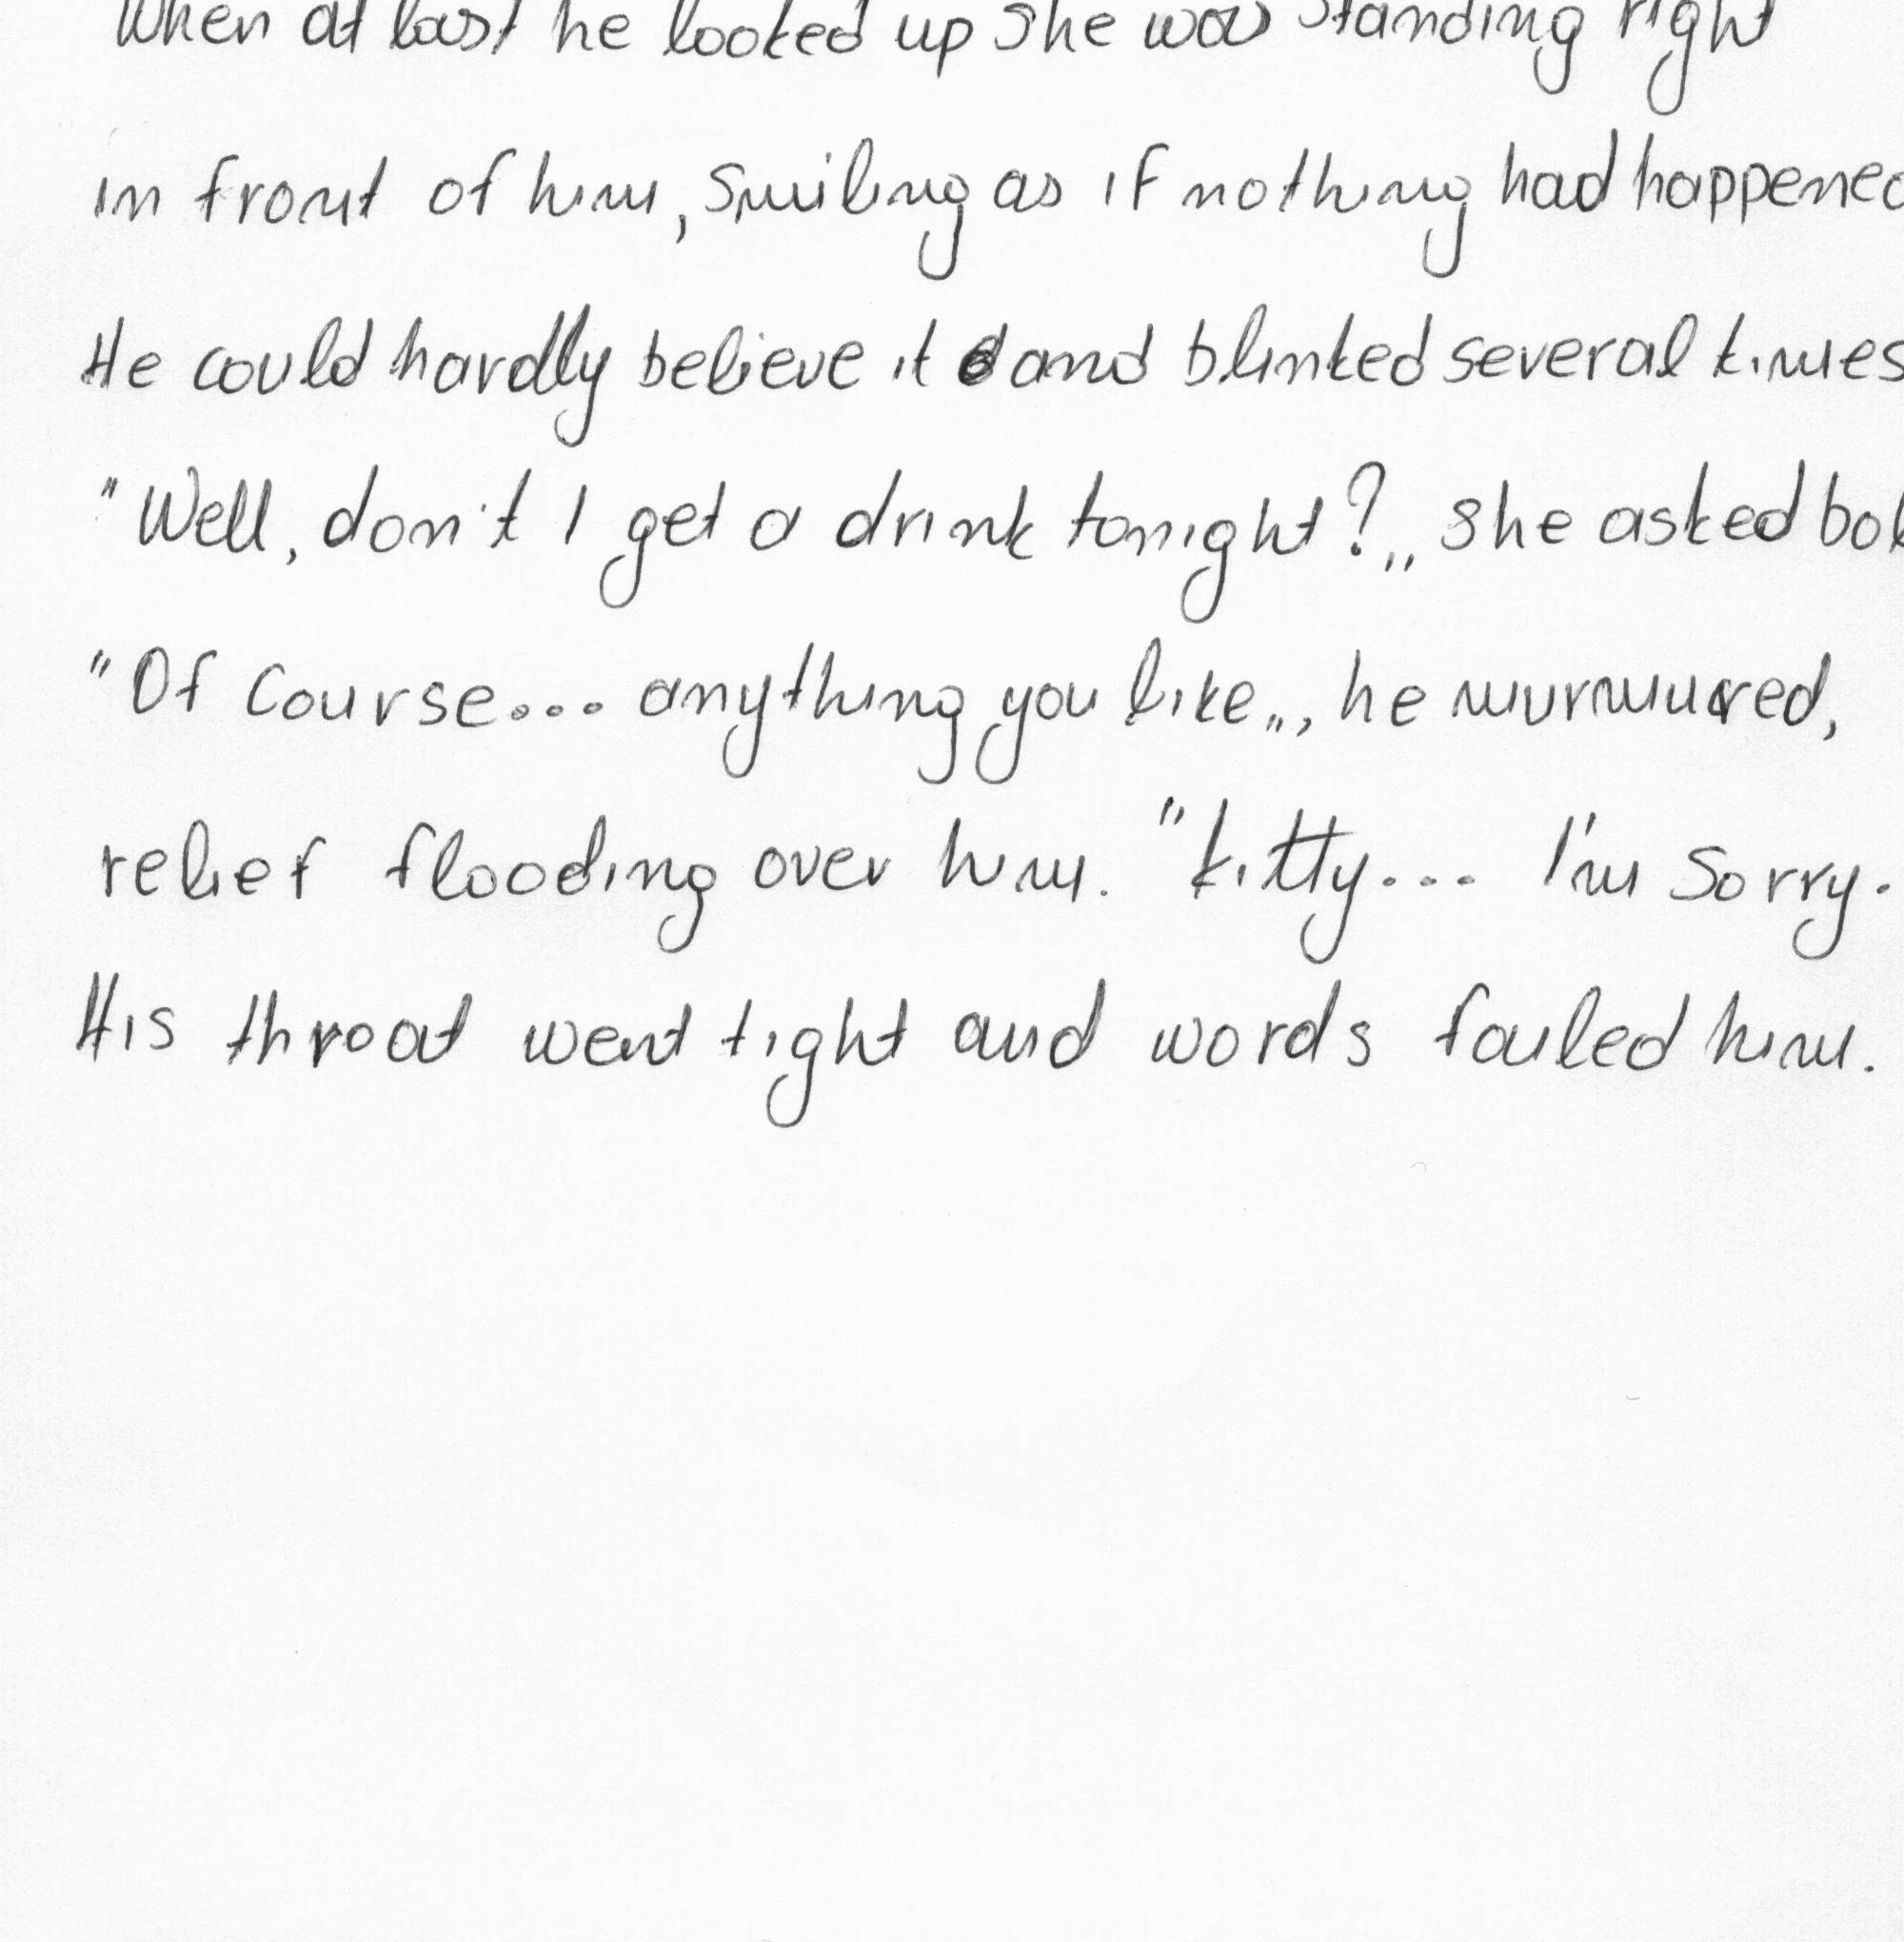 When at last he looked up she was standing right
in front of him, smiling as if nothing had happened
He could hardly believe it and blinked several times
"Well, don't I get a drink tonight?„ she asked
"Of course... anything you like„, he murmured,
relief flooding over him. "Kitty... I'm sorry.
His throat went tight and words failed him.